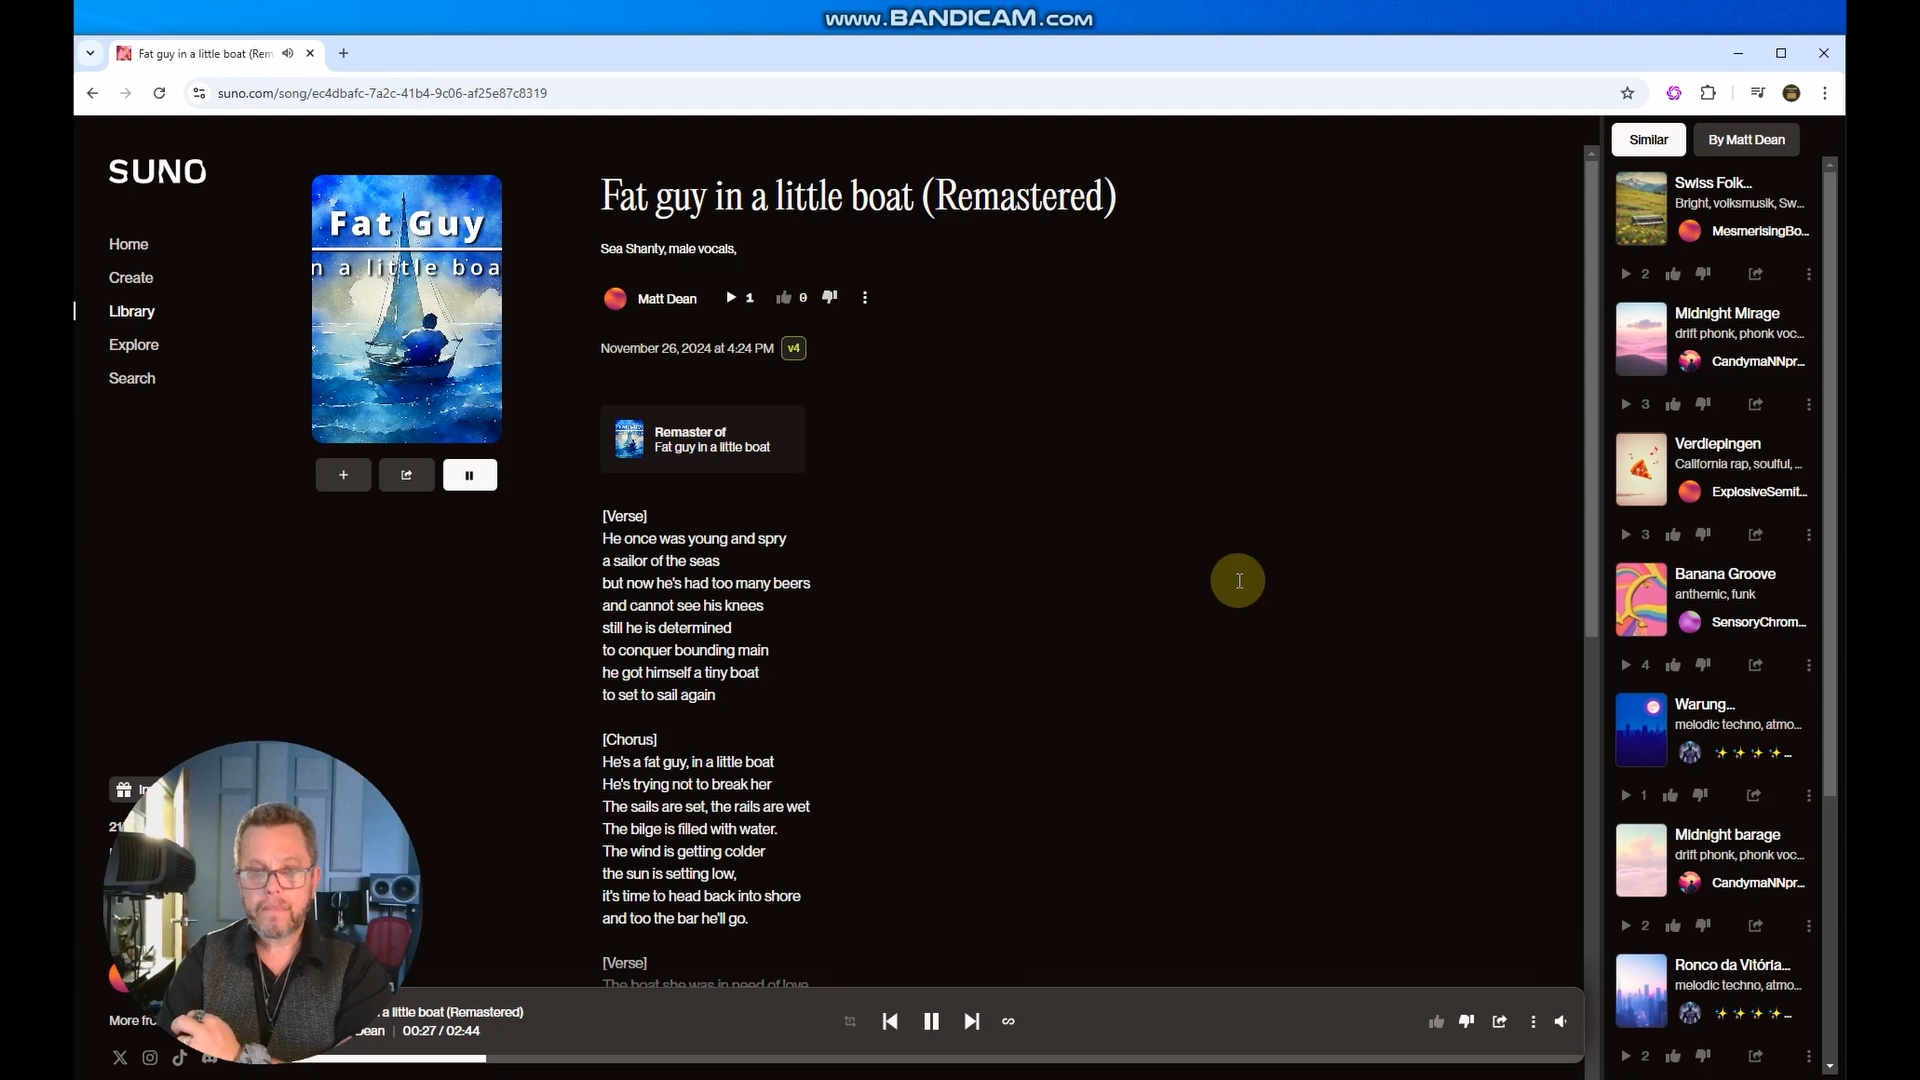 www.BANDICAM.com
Fat guy in a little boat (Rem
suno.com/song/ec4dbafc-7a2c-41b4-9c06-af25e87c8319
SUNO
Home
Create
Library
Explore
Search
Fat Guy
n a little boa
Fat guy in a little boat (Remastered)
Sea Shanty, male vocals,
Matt Dean
1
0
November 26, 2024 at 4:24 PM
v4
Remaster of
Fat guy in a little boat
[Verse]
He once was young and spry
a sailor of the seas
but now he's had too many beers
and cannot see his knees
still he is determined
to conquer bounding main
he got himself a tiny boat
to set to sail again
[Chorus]
He's a fat guy, in a little boat
He's trying not to break her
The sails are set, the rails are wet
The bilge is filled with water.
The wind is getting colder
the sun is setting low,
it's time to head back into shore
and too the bar he'll go.
[Verse]
The boat she was in need of love
More fro
a little boat (Remastered)
Dean | 00:27 / 02:44
Similar
By Matt Dean
Swiss Folk...
Bright, volksmusik, Sw...
MesmerisingBo...
2
Midnight Mirage
drift phonk, phonk voc...
CandymaNNpr...
3
Verdiepingen
California rap, soulful, ...
ExplosiveSemit...
3
Banana Groove
anthemic, funk
SensoryChrom...
4
Warung...
melodic techno, atmo...
✨ ✨ ✨ ✨...
1
Midnight barage
drift phonk, phonk voc...
CandymaNNpr...
2
Ronco da Vitória...
melodic techno, atmo...
✨ ✨ ✨ ✨...
2